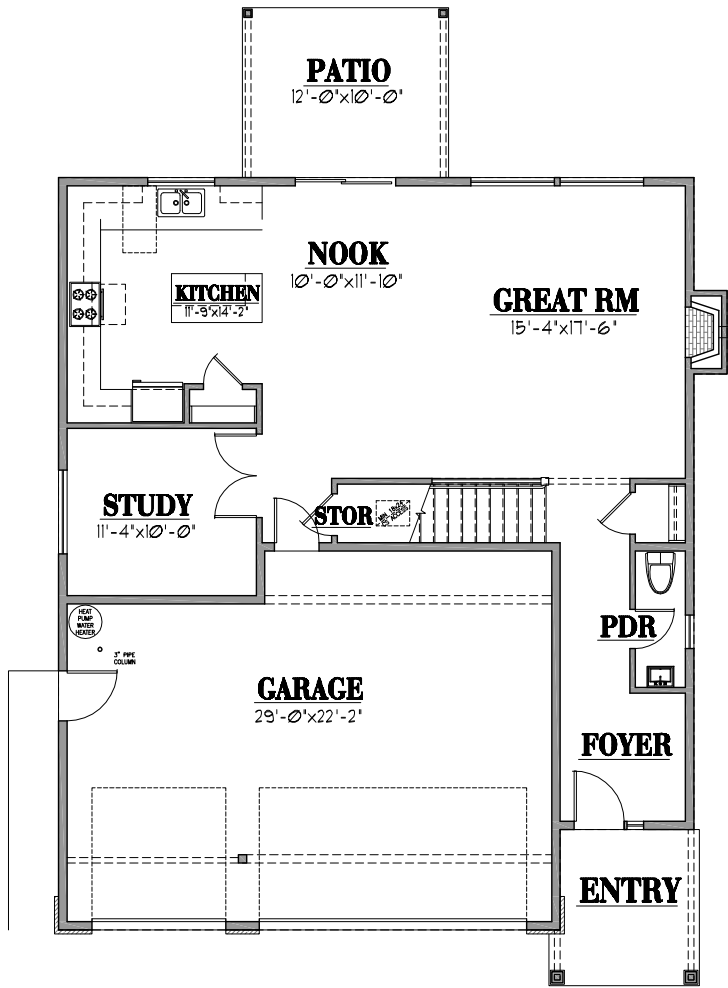 PATIO
12'-0"x10'-0"
NOOK
10'-0"x11'-10"
KITCHEN
11'-9"x14'-2"
GREAT RM
15'-4"x17'-6"
STUDY
11'-4"x10'-0"
STOR
HEAT
PUMP
WATER
HEATER
3" PIPE
COLUMN
PDR
GARAGE
29'-0"x22'-2"
FOYER
ENTRY